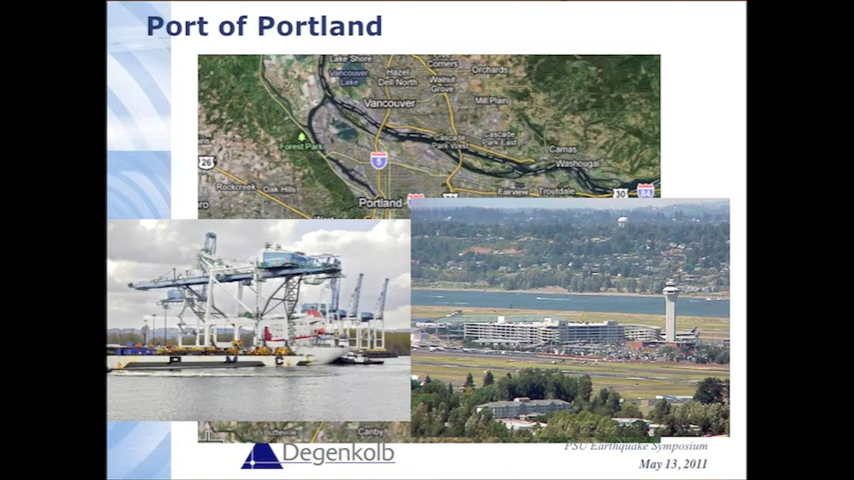 Port of Portland
Lake Shore
Vancouver
Lake
Hazel
Dell North
Corners
Walnut
Grove
Orchards
Vancouver
Mill Plain
Forest Park
Cascade
Park West
Cascade
Park East
Camas
Washougal
26
5
Rockcreek
Oak Hills
Fairview
Troutdale
30
84
ro
Portland
PMC
Canby
Degenkolb
PSU Earthquake Symposium
May 13, 2011